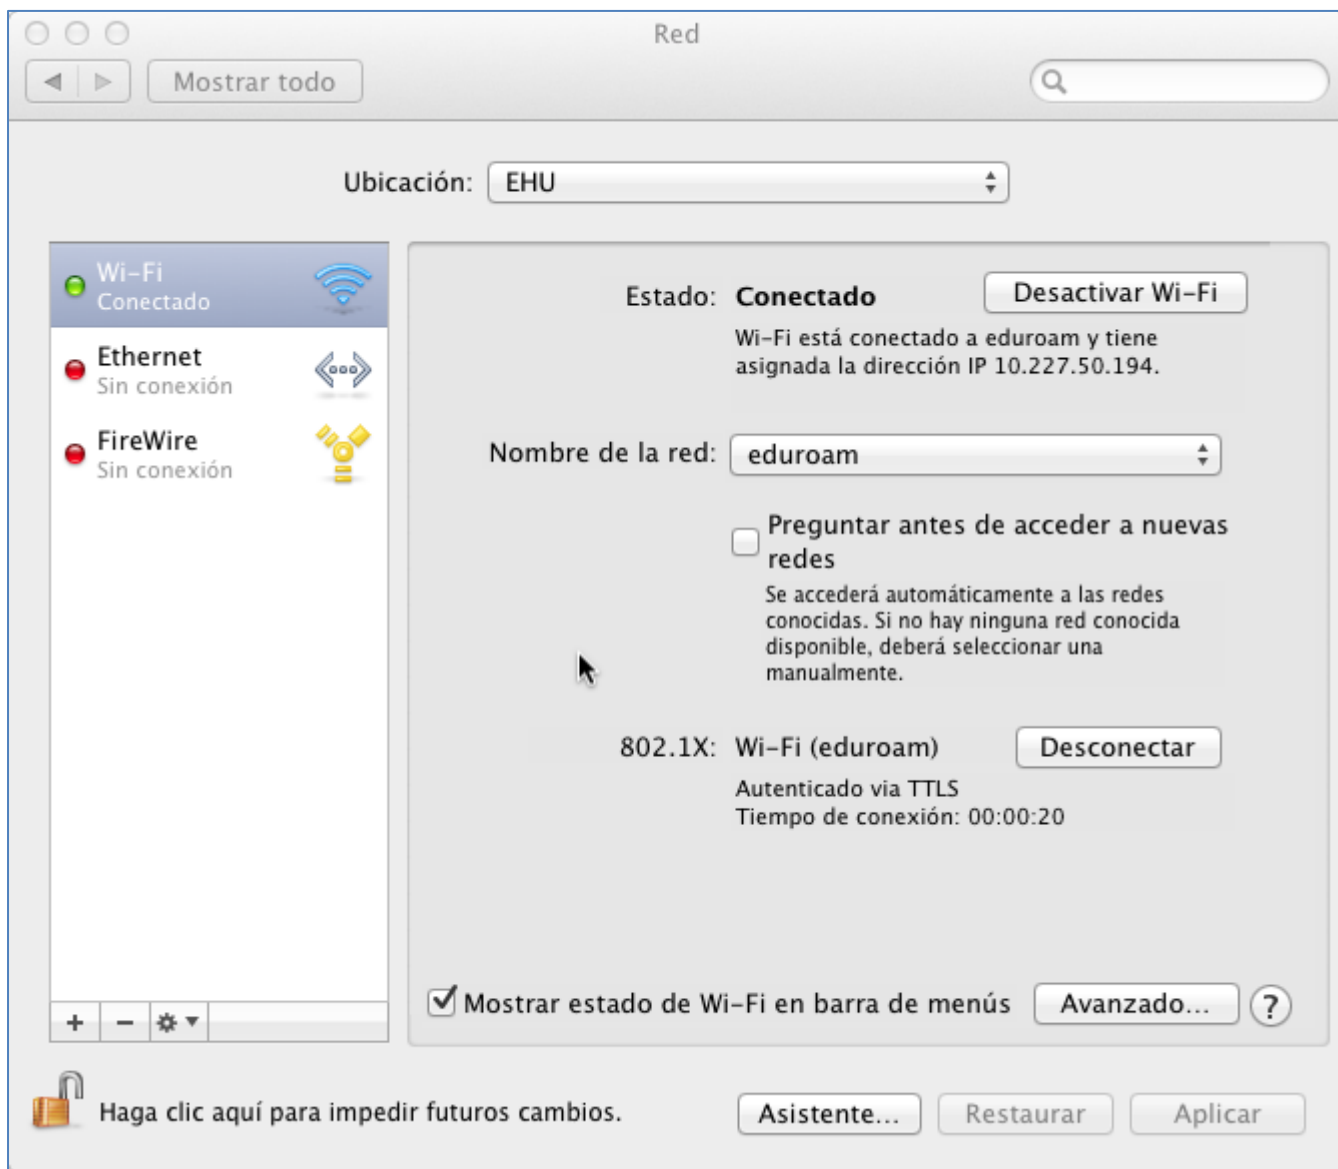 Red
Mostrar todo
Ubicación: EHU
Wi-Fi
Conectado
Ethernet
Sin conexión
FireWire
Sin conexión
Estado: Conectado Desactivar Wi-Fi
Wi-Fi está conectado a eduroam y tiene
asignada la dirección IP 10.227.50.194.
Nombre de la red: eduroam
Preguntar antes de acceder a nuevas
redes
Se accederá automáticamente a las redes
conocidas. Si no hay ninguna red conocida
disponible, deberá seleccionar una
manualmente.
802.1X: Wi-Fi (eduroam) Desconectar
Autenticado via TTLS
Tiempo de conexión: 00:00:20
Mostrar estado de Wi-Fi en barra de menús Avanzado... ?
+ −
Haga clic aquí para impedir futuros cambios. Asistente... Restaurar Aplicar